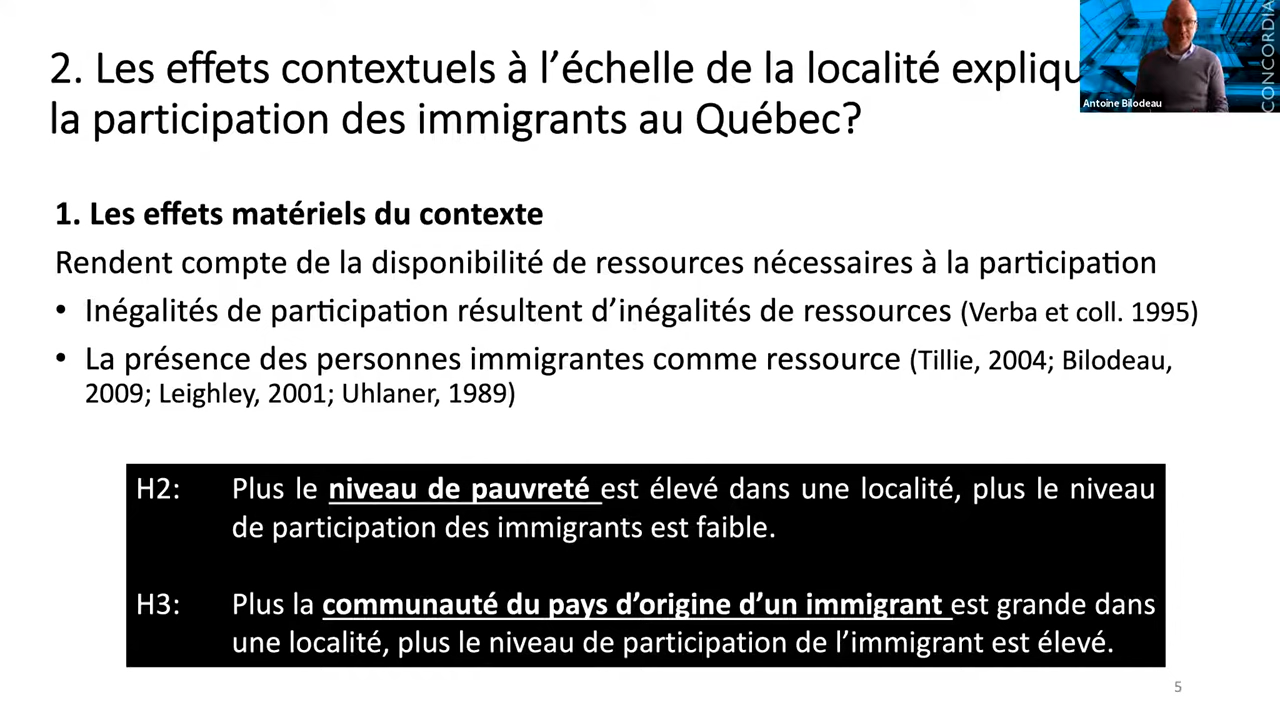 2. Les effets contextuels à l’échelle de la localité expliqu
la participation des immigrants au Québec?
CONCORDIA
Antoine Bilodeau
1. Les effets matériels du contexte
Rendent compte de la disponibilité de ressources nécessaires à la participation
• Inégalités de participation résultent d’inégalités de ressources (Verba et coll. 1995)
• La présence des personnes immigrantes comme ressource (Tillie, 2004; Bilodeau,
2009; Leighley, 2001; Uhlaner, 1989)
H2: Plus le niveau de pauvreté est élevé dans une localité, plus le niveau
de participation des immigrants est faible.
H3: Plus la communauté du pays d’origine d’un immigrant est grande dans
une localité, plus le niveau de participation de l’immigrant est élevé.
5